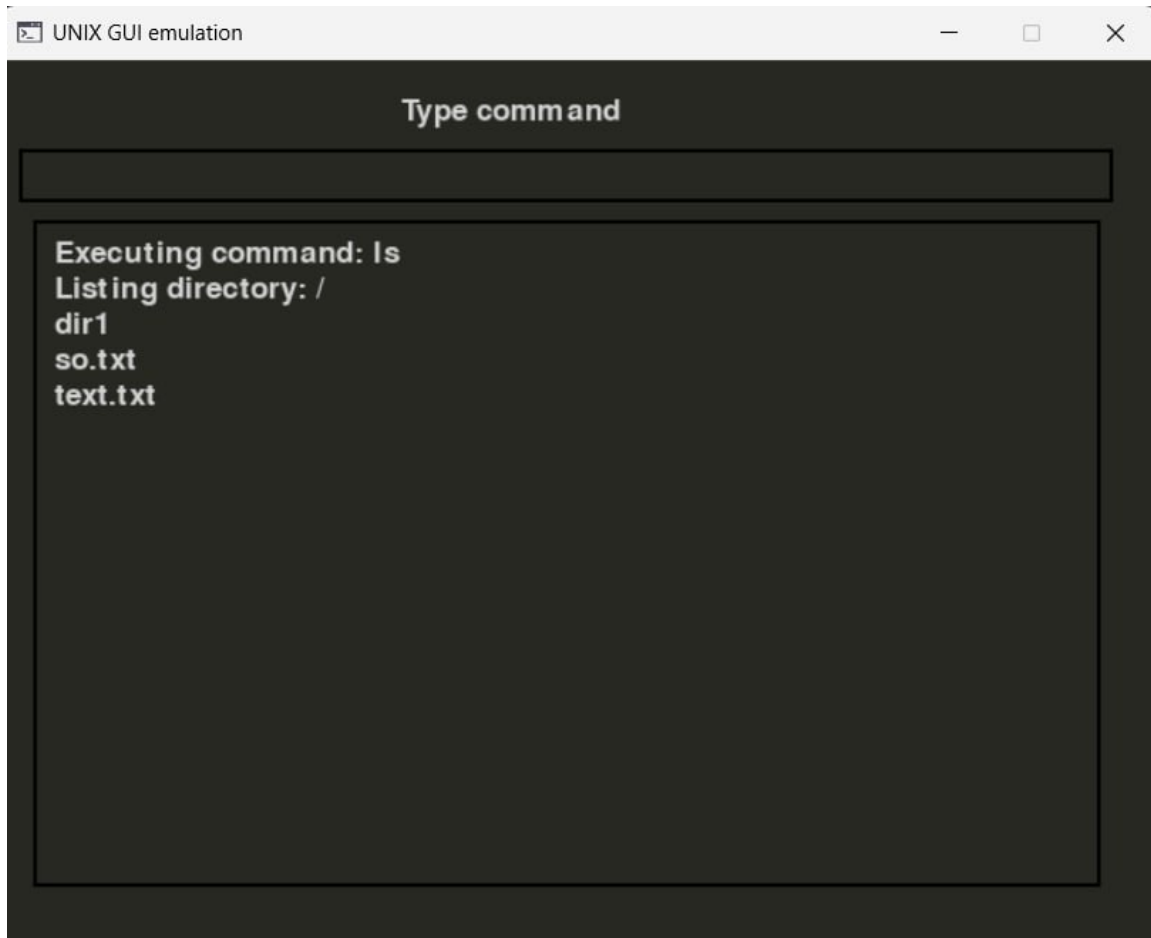 UNIX GUI emulation
Type command
Executing command: ls
Listing directory: /
dir1
so.txt
text.txt